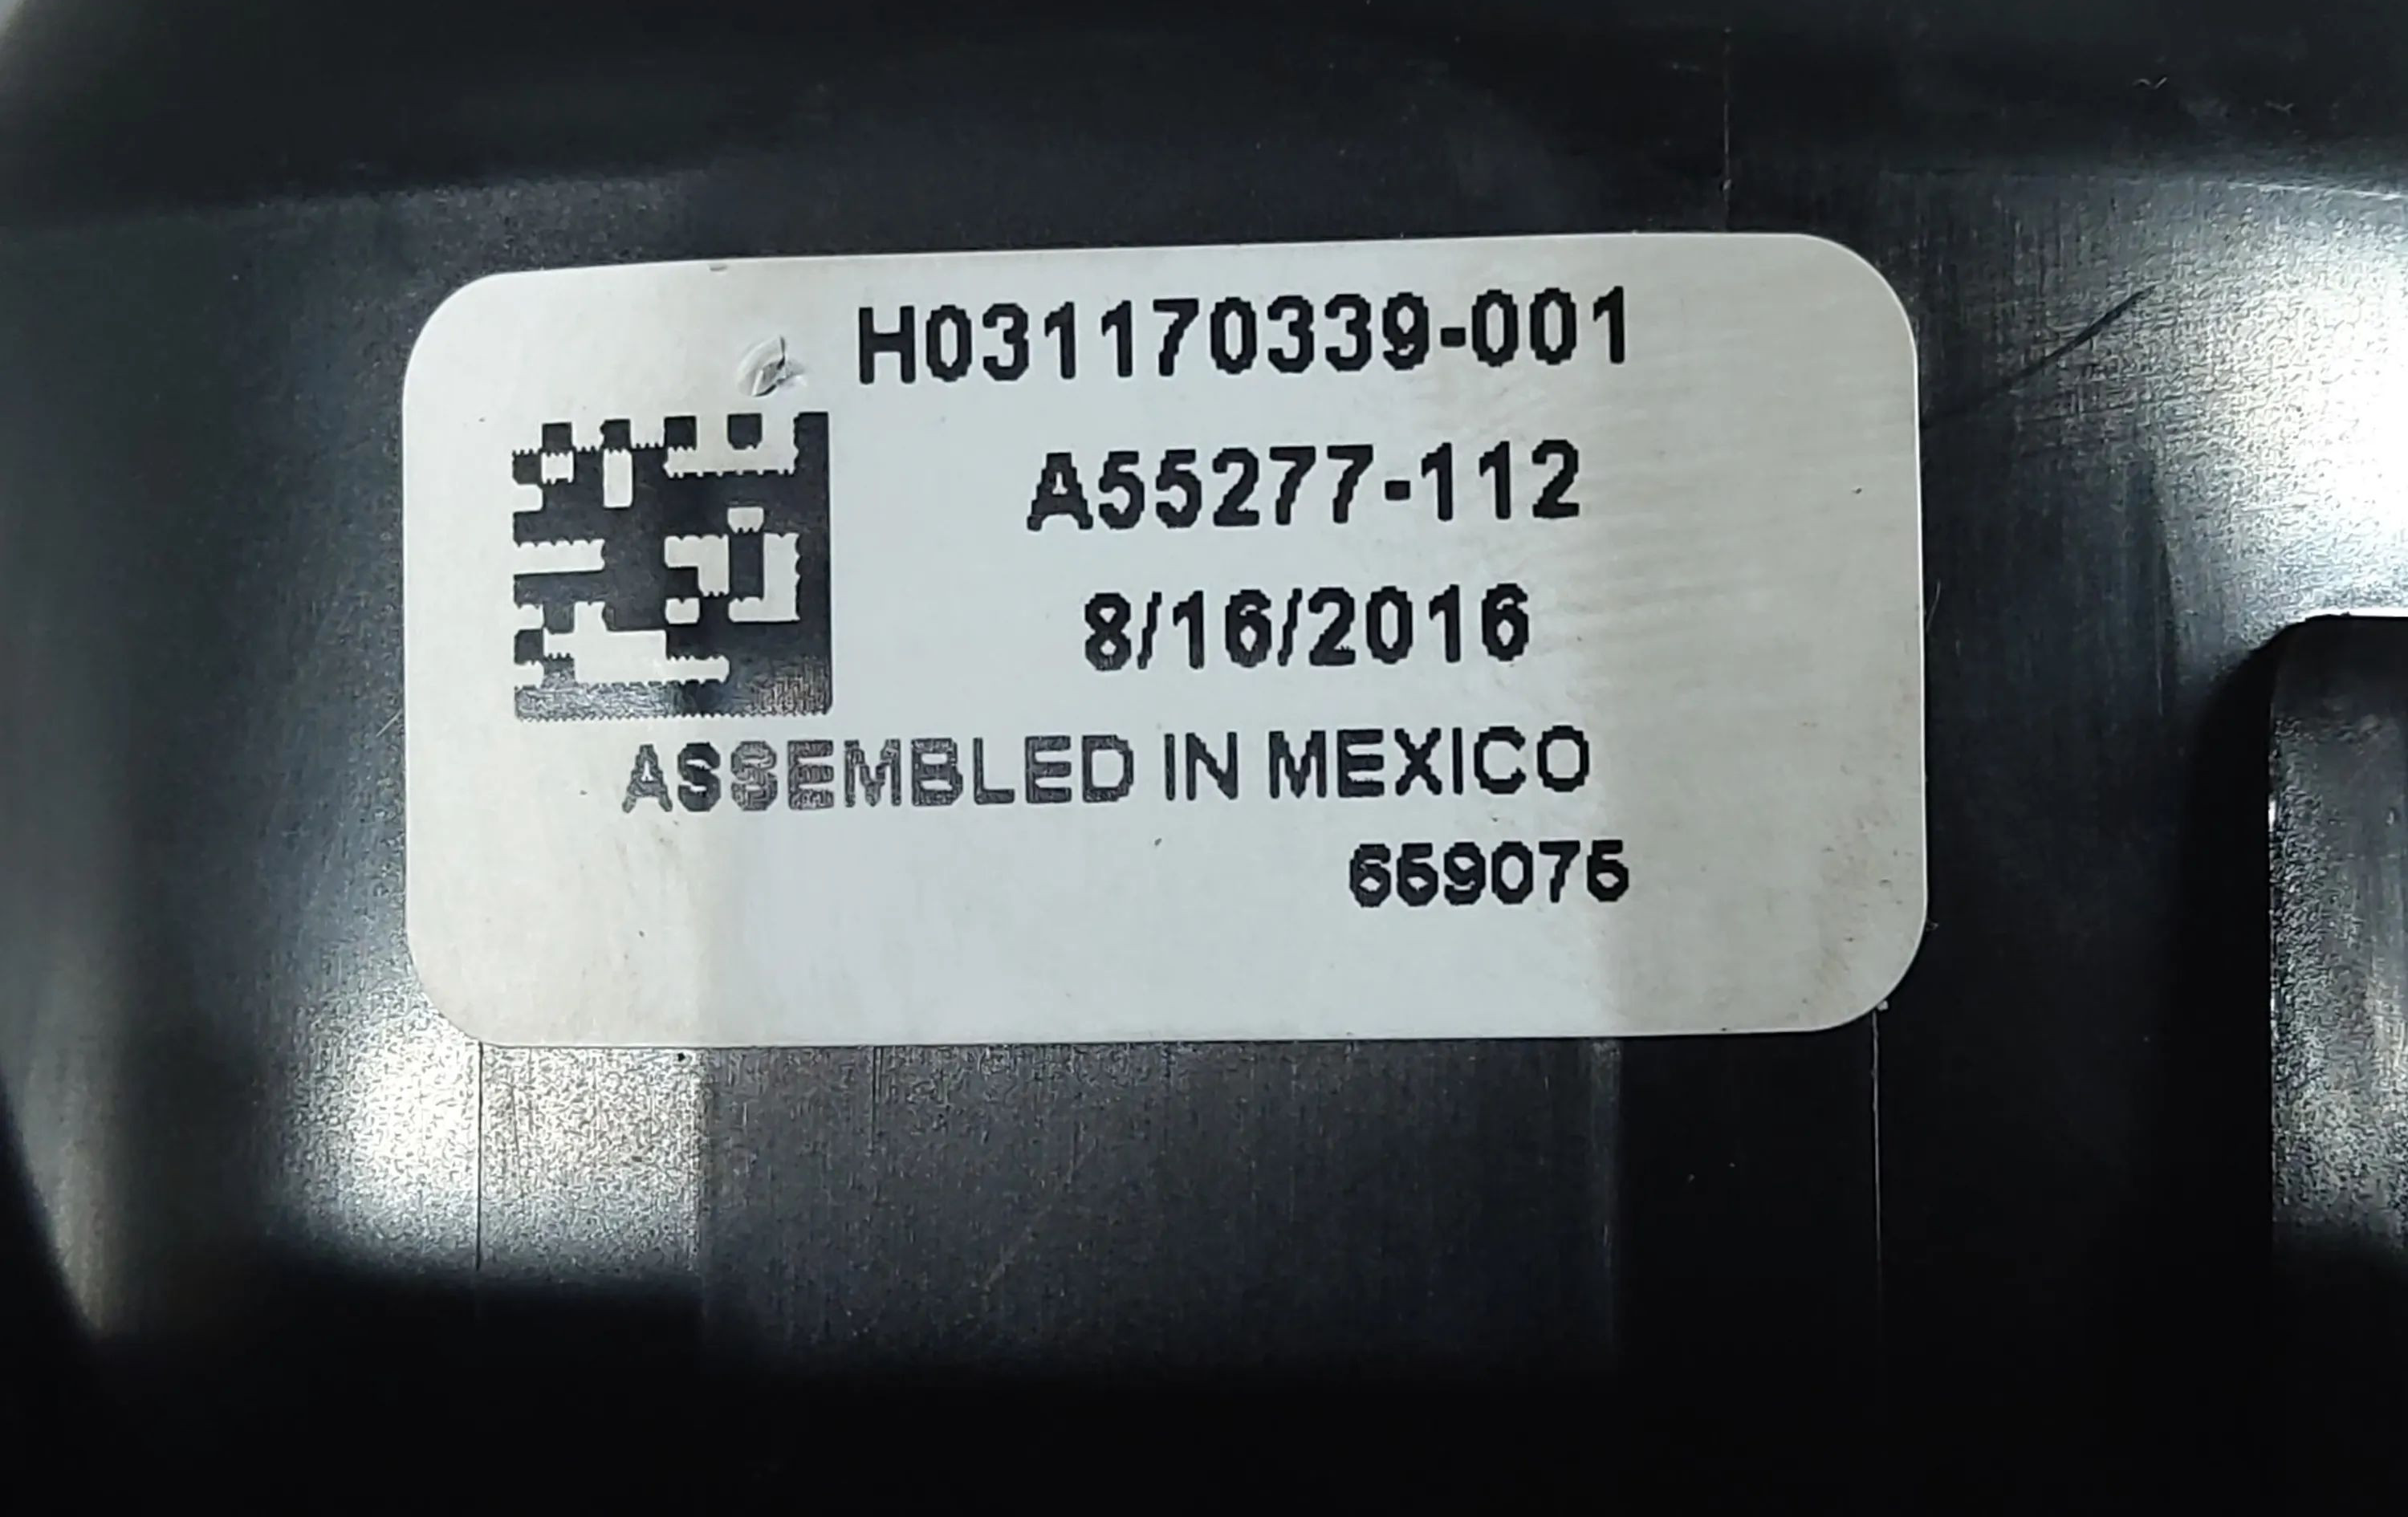 H031170339-001
A55277-112
8/16/2016
ASSEMBLED IN MEXICO
659075